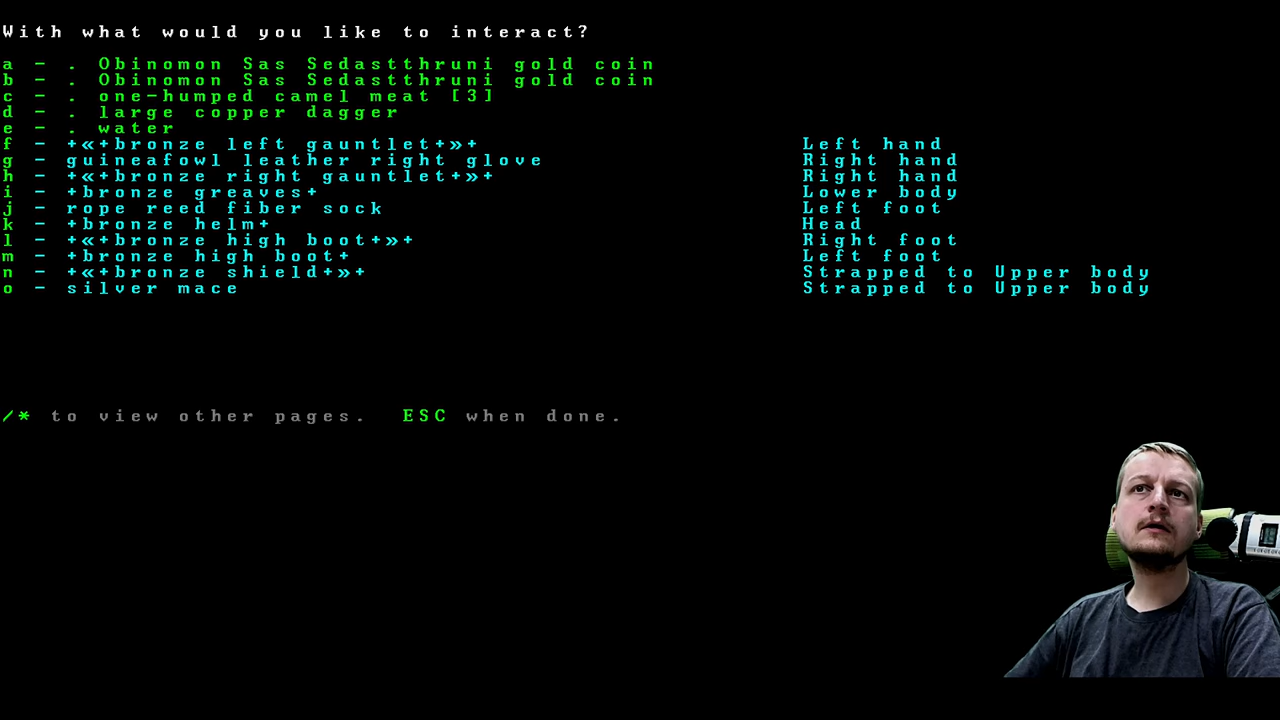 With what would you like to interact?
a - . Obinomon Sas Sedastthruni gold coin
b - . Obinomon Sas Sedastthruni gold coin
c - . one-humped camel meat [3]
d - . large copper dagger
e - . water
f - +«+bronze left gauntlet+»+ Left hand
g - guineafowl leather right glove Right hand
h - +«+bronze right gauntlet+»+ Right hand
i - +bronze greaves+ Lower body
j - rope reed fiber sock Left foot
k - +bronze helm+ Head
l - +«+bronze high boot+»+ Right foot
m - +bronze high boot+ Left foot
n - +«+bronze shield+»+ Strapped to Upper body
o - silver mace Strapped to Upper body
/* to view other pages. ESC when done.